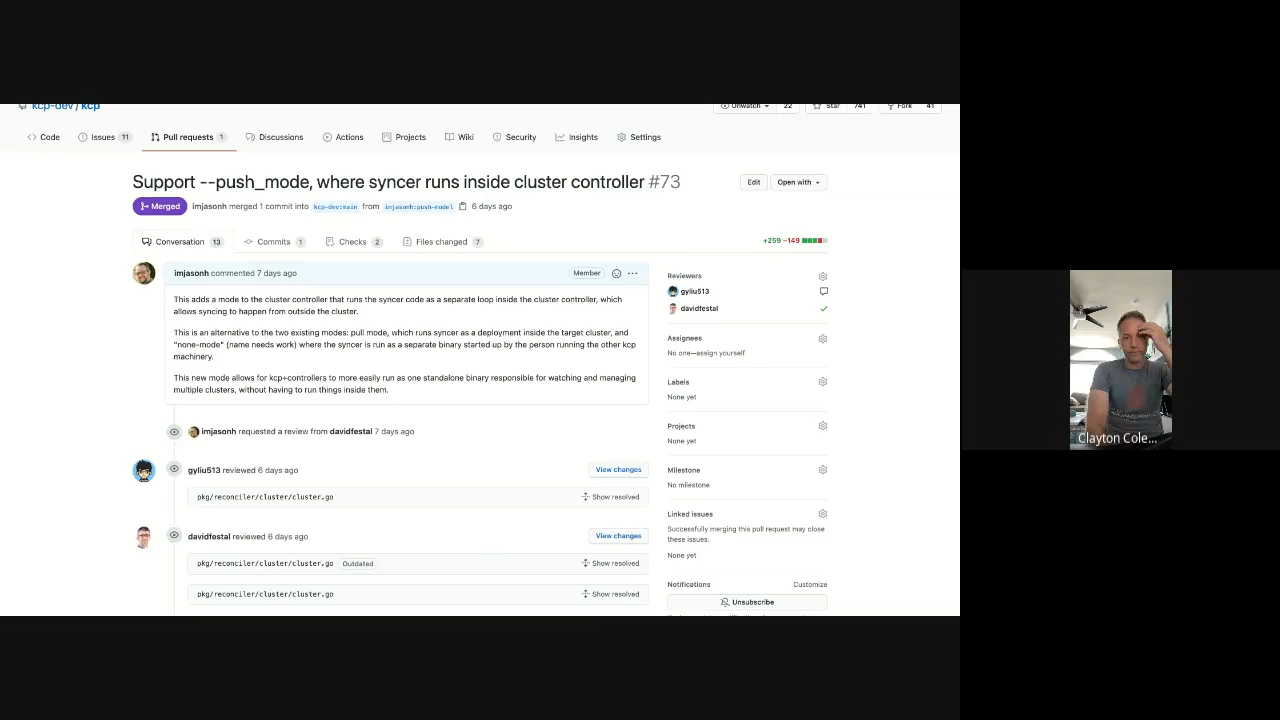 kcp-dev / kcp
Unwatch 22 Star 741 Fork 41
Code Issues 11 Pull requests 1 Discussions Actions Projects Wiki Security Insights Settings
Support --push_mode, where syncer runs inside cluster controller #73
Edit Open with
Merged imjasonh merged 1 commit into kcp-dev:main from imjasonh:push-model 6 days ago
Conversation 13 Commits 1 Checks 2 Files changed 7
+259 −149
imjasonh commented 7 days ago
Member
This adds a mode to the cluster controller that runs the syncer code as a separate loop inside the cluster controller, which
allows syncing to happen from outside the cluster.
This is an alternative to the two existing modes: pull mode, which runs syncer as a deployment inside the target cluster, and
"none-mode" (name needs work) where the syncer is run as a separate binary started up by the person running the other kcp
machinery.
This new mode allows for kcp+controllers to more easily run as one standalone binary responsible for watching and managing
multiple clusters, without having to run things inside them.
imjasonh requested a review from davidfestal 7 days ago
gyliu513 reviewed 6 days ago
View changes
pkg/reconciler/cluster/cluster.go
Show resolved
davidfestal reviewed 6 days ago
View changes
pkg/reconciler/cluster/cluster.go Outdated
Show resolved
pkg/reconciler/cluster/cluster.go
Show resolved
Reviewers
gyliu513
davidfestal
Assignees
No one—assign yourself
Labels
None yet
Projects
None yet
Milestone
No milestone
Linked issues
Successfully merging this pull request may close
these issues.
None yet
Notifications
Customize
Unsubscribe
Clayton Cole...